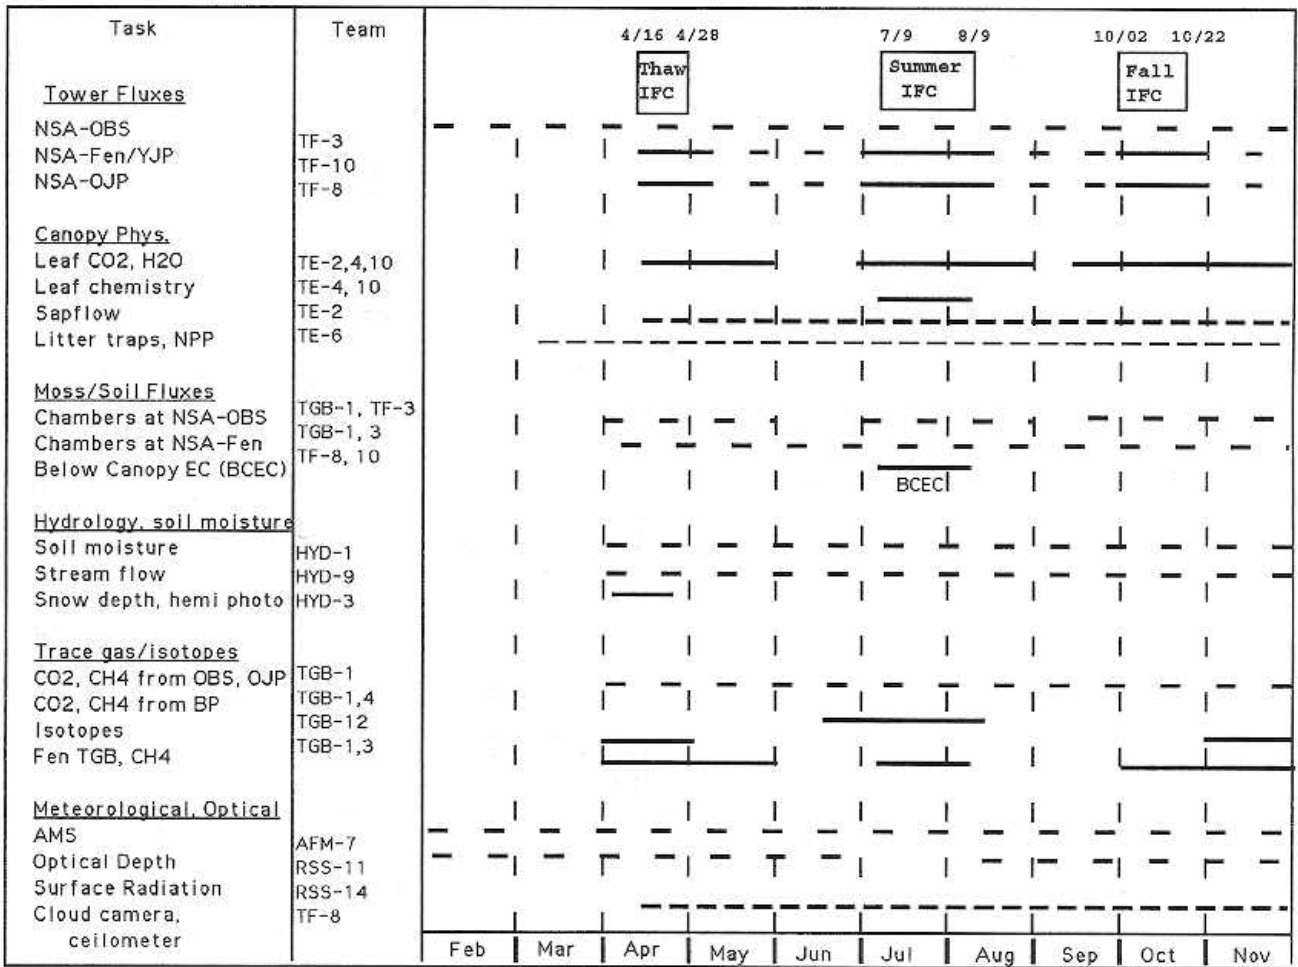 Task Team
4/16 4/28 7/9 8/9 10/02 10/22
Thaw
IFC
Summer
IFC
Fall
IFC
Tower Fluxes
NSA-OBS
TF-3
NSA-Fen/YJP
TF-10
NSA-OJP
TF-8
Canopy Phys.
Leaf CO2, H2O TE-2,4,10
Leaf chemistry TE-4, 10
Sapflow TE-2
Litter traps, NPP TE-6
Moss/Soil Fluxes
Chambers at NSA-OBS TGB-1, TF-3
Chambers at NSA-Fen TGB-1, 3
Below Canopy EC (BCEC) TF-8, 10
BCEC
Hydrology, soil moisture
Soil moisture HYD-1
Stream flow HYD-9
Snow depth, hemi photo HYD-3
Trace gas/isotopes
CO2, CH4 from OBS, OJP TGB-1
CO2, CH4 from BP TGB-1,4
Isotopes TGB-12
Fen TGB, CH4 TGB-1,3
Meteorological, Optical
AMS AFM-7
Optical Depth RSS-11
Surface Radiation RSS-14
Cloud camera, TF-8
ceilometer
Feb Mar Apr May Jun Jul Aug Sep Oct Nov